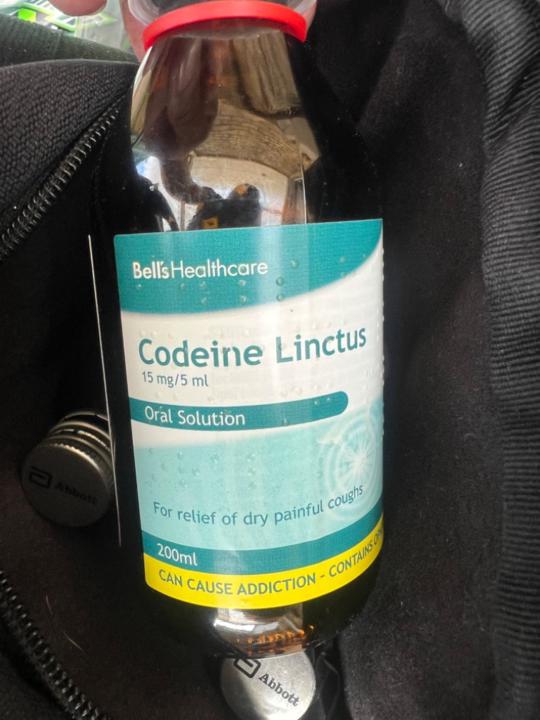 Bell's Healthcare
Codeine Linctus
15 mg/5 ml
Oral Solution
For relief of dry painful coughs
200ml
CAN CAUSE ADDICTION - CONTAINS
Abbott
Abbott